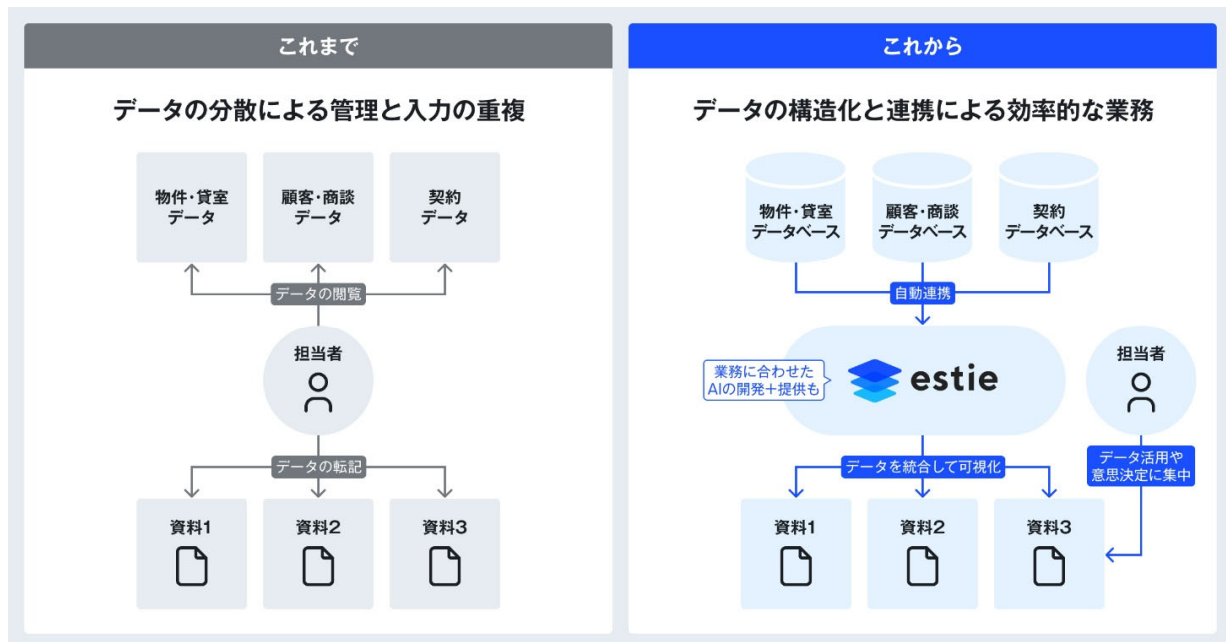 これまで
データの分散による管理と入力の重複
物件・貸室
データ
顧客・商談
データ
契約
データ
データの閲覧
担当者
データの転記
資料1
資料2
資料3
これから
データの構造化と連携による効率的な業務
物件・貸室
データベース
顧客・商談
データベース
契約
データベース
自動連携
業務に合わせた
AIの開発+提供も
estie
担当者
データを統合して可視化
データ活用や
意思決定に集中
資料1
資料2
資料3